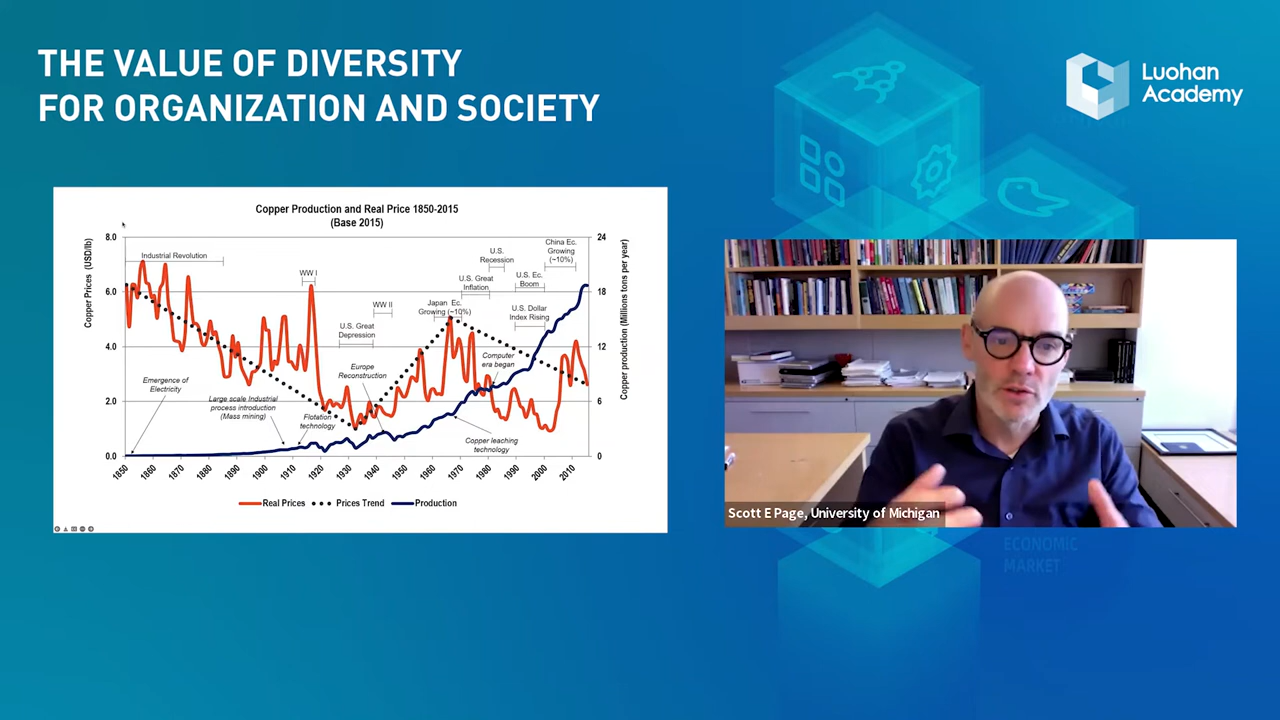 THE VALUE OF DIVERSITY
FOR ORGANIZATION AND SOCIETY
Luohan
Academy
Copper Production and Real Price 1850-2015
(Base 2015)
Copper Prices (USD/lb)
8.0
6.0
4.0
2.0
0.0
Copper production (Millions tons per year)
24
18
12
6
0
Industrial Revolution
WW I
WW II
U.S. Great
Depression
Japan Ec.
Growing (~10%)
U.S. Great
Inflation
U.S.
Recession
U.S. Ec.
Boom
China Ec.
Growing
(~10%)
U.S. Dollar
Index Rising
Emergence of
Electricity
Large scale Industrial
process introduction
(Mass mining)
Flotation
technology
Europe
Reconstruction
Computer
era began
Copper leaching
technology
1850
1860
1870
1880
1890
1900
1910
1920
1930
1940
1950
1960
1970
1980
1990
2000
2010
Real Prices
Prices Trend
Production
Scott E Page, University of Michigan
ECONOMIC
MARKET